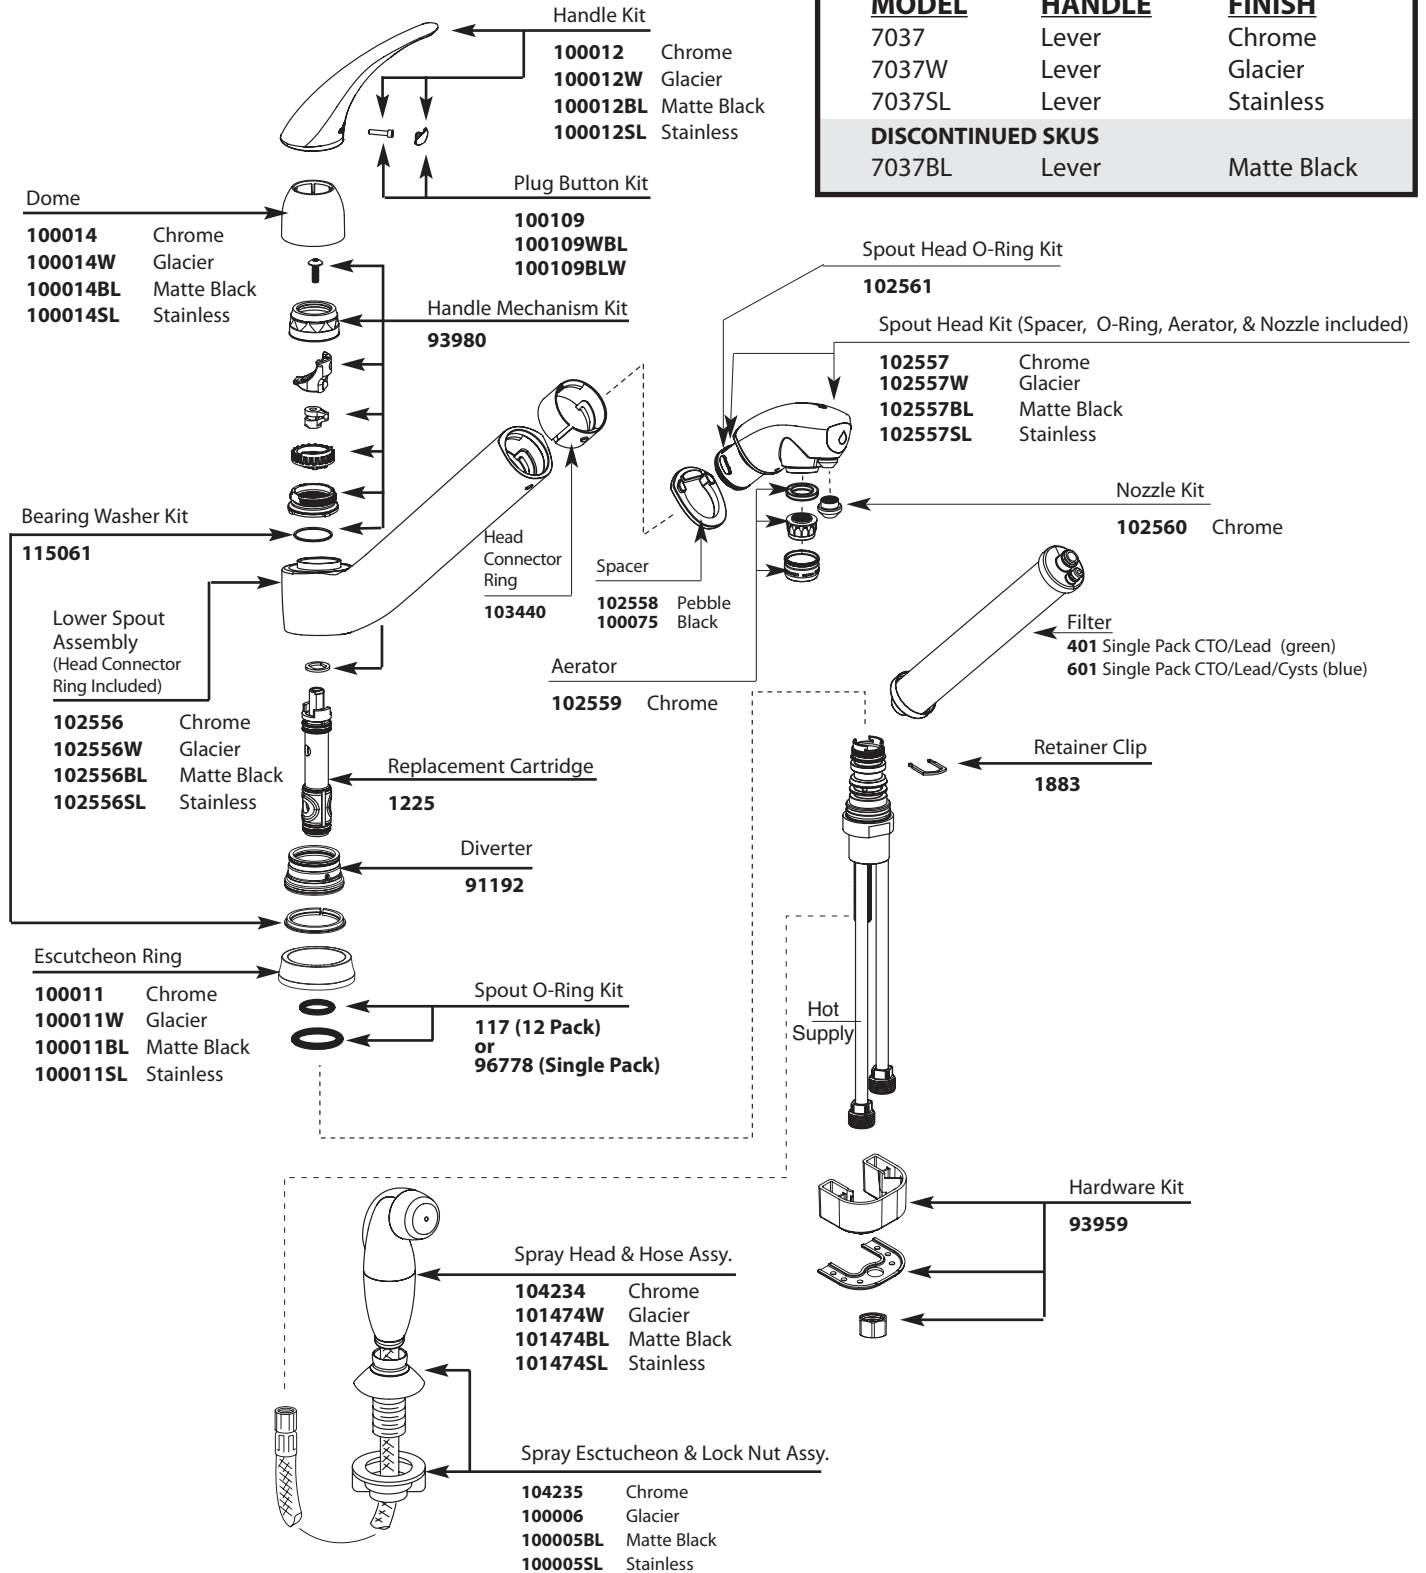 Handle Kit
100012 Chrome
100012W Glacier
100012BL Matte Black
100012SL Stainless
MODEL HANDLE FINISH
7037 Lever Chrome
7037W Lever Glacier
7037SL Lever Stainless
DISCONTINUED SKUS
7037BL Lever Matte Black
Plug Button Kit
100109
100109WBL
100109BLW
Dome
100014 Chrome
100014W Glacier
100014BL Matte Black
100014SL Stainless
Handle Mechanism Kit
93980
Spout Head O-Ring Kit
102561
Spout Head Kit (Spacer, O-Ring, Aerator, & Nozzle included)
102557 Chrome
102557W Glacier
102557BL Matte Black
102557SL Stainless
Nozzle Kit
102560 Chrome
Bearing Washer Kit
115061
Head
Connector
Ring
103440
Spacer
102558 Pebble
100075 Black
Aerator
102559 Chrome
Filter
401 Single Pack CTO/Lead (green)
601 Single Pack CTO/Lead/Cysts (blue)
Lower Spout
Assembly
(Head Connector
Ring Included)
102556 Chrome
102556W Glacier
102556BL Matte Black
102556SL Stainless
Replacement Cartridge
1225
Retainer Clip
1883
Diverter
91192
Escutcheon Ring
100011 Chrome
100011W Glacier
100011BL Matte Black
100011SL Stainless
Spout O-Ring Kit
117 (12 Pack)
or
96778 (Single Pack)
Hot
Supply
Hardware Kit
93959
Spray Head & Hose Assy.
104234 Chrome
101474W Glacier
101474BL Matte Black
101474SL Stainless
Spray Esctucheon & Lock Nut Assy.
104235 Chrome
100006 Glacier
100005BL Matte Black
100005SL Stainless